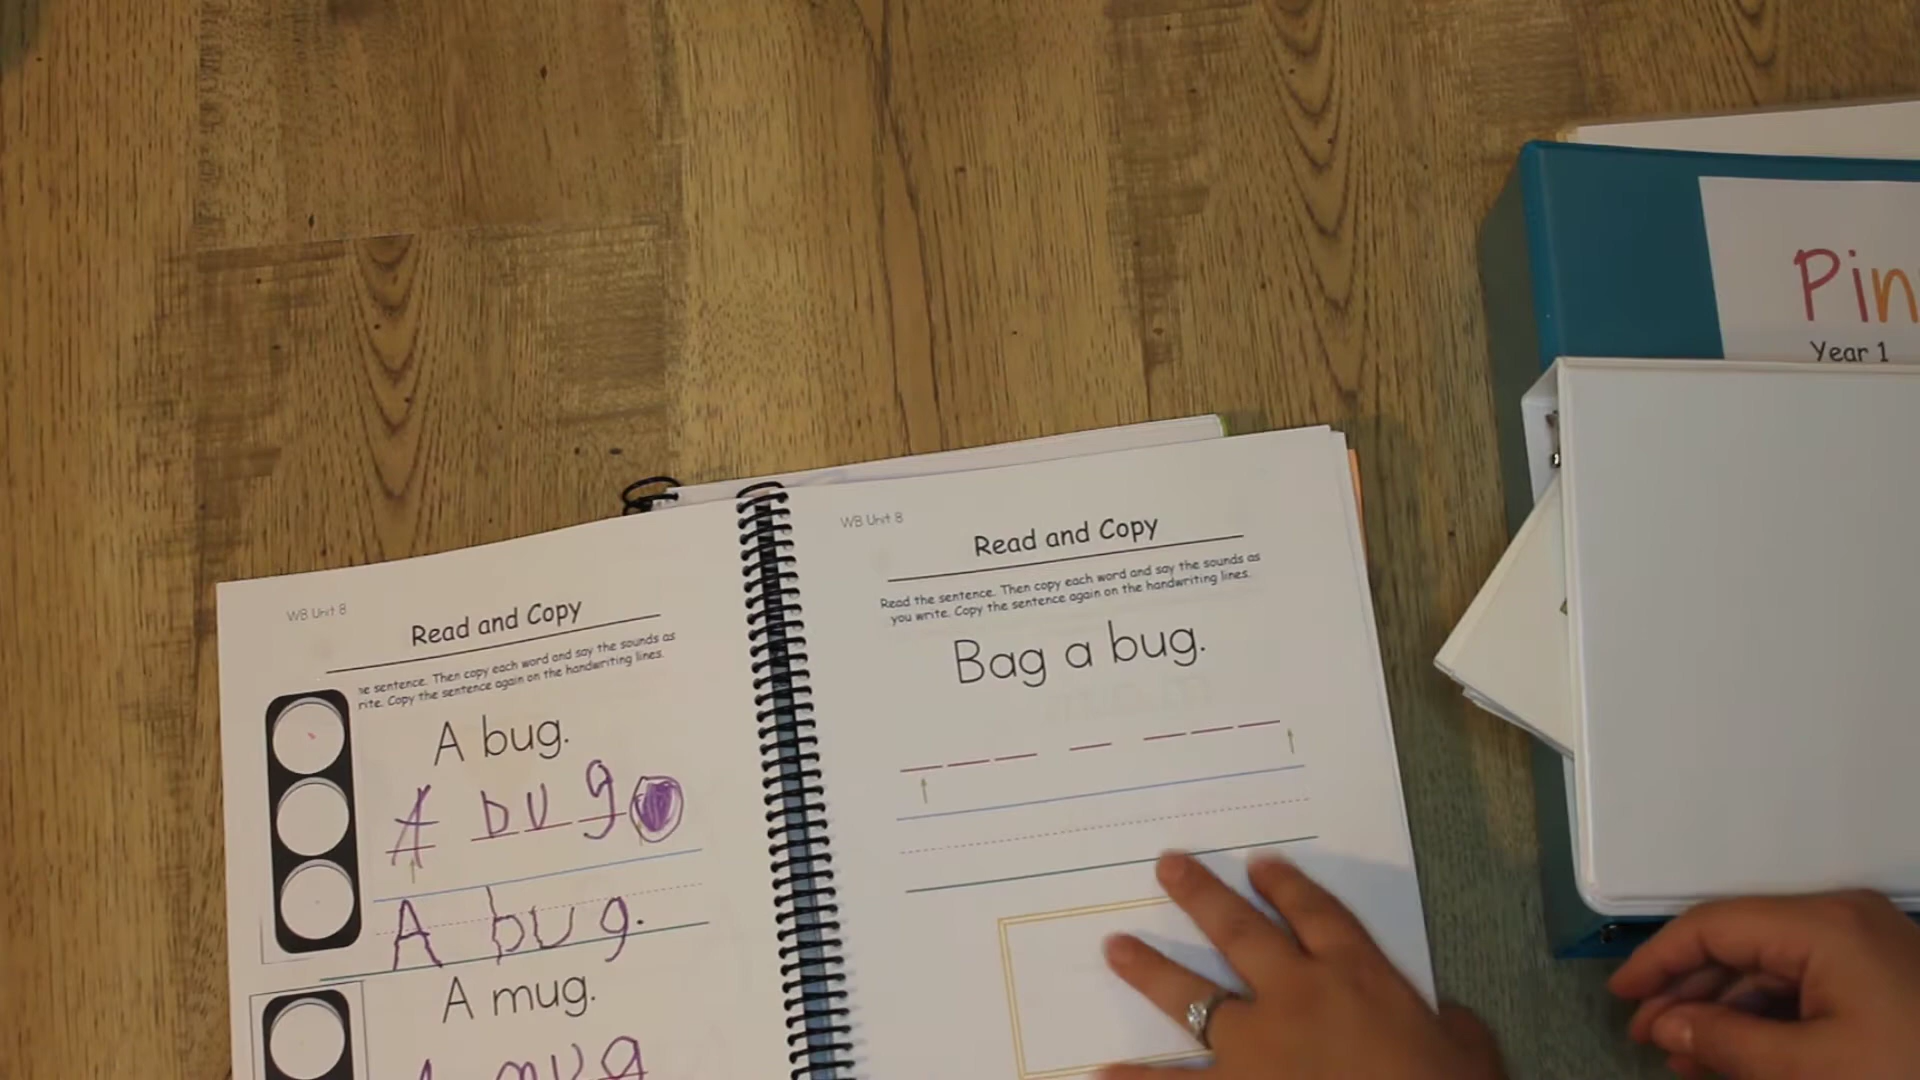 WB Unit 8
Read and Copy
sentence. Then copy each word and say the sounds as
Copy the sentence again on the handwriting lines.
A bug.
A bug
A bug.
A mug.
A mug
WB Unit 8
Read and Copy
Read the sentence. Then copy each word and say the sounds as
you write. Copy the sentence again on the handwriting lines.
Bag a bug.
Pin
Year 1